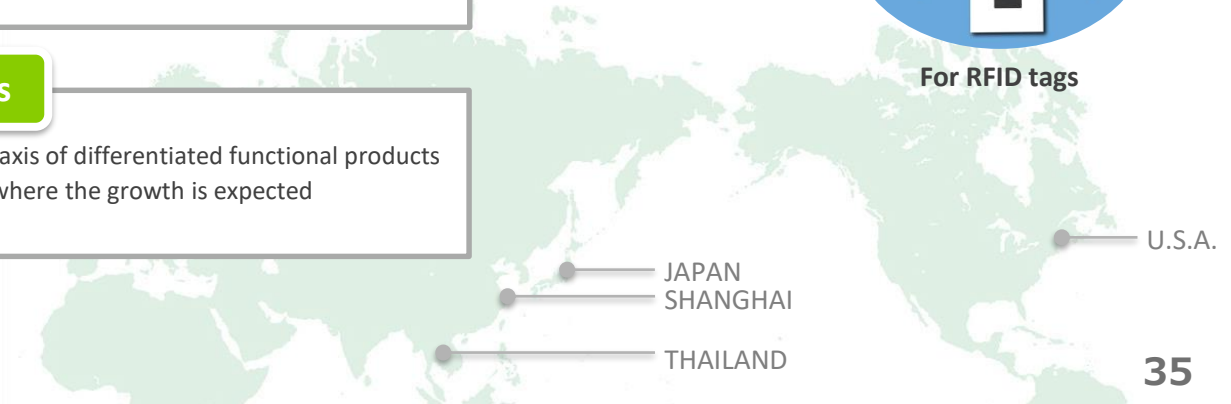 For RFID tags
s
axis of differentiated functional products
where the growth is expected
U.S.A.
JAPAN
SHANGHAI
THAILAND
35